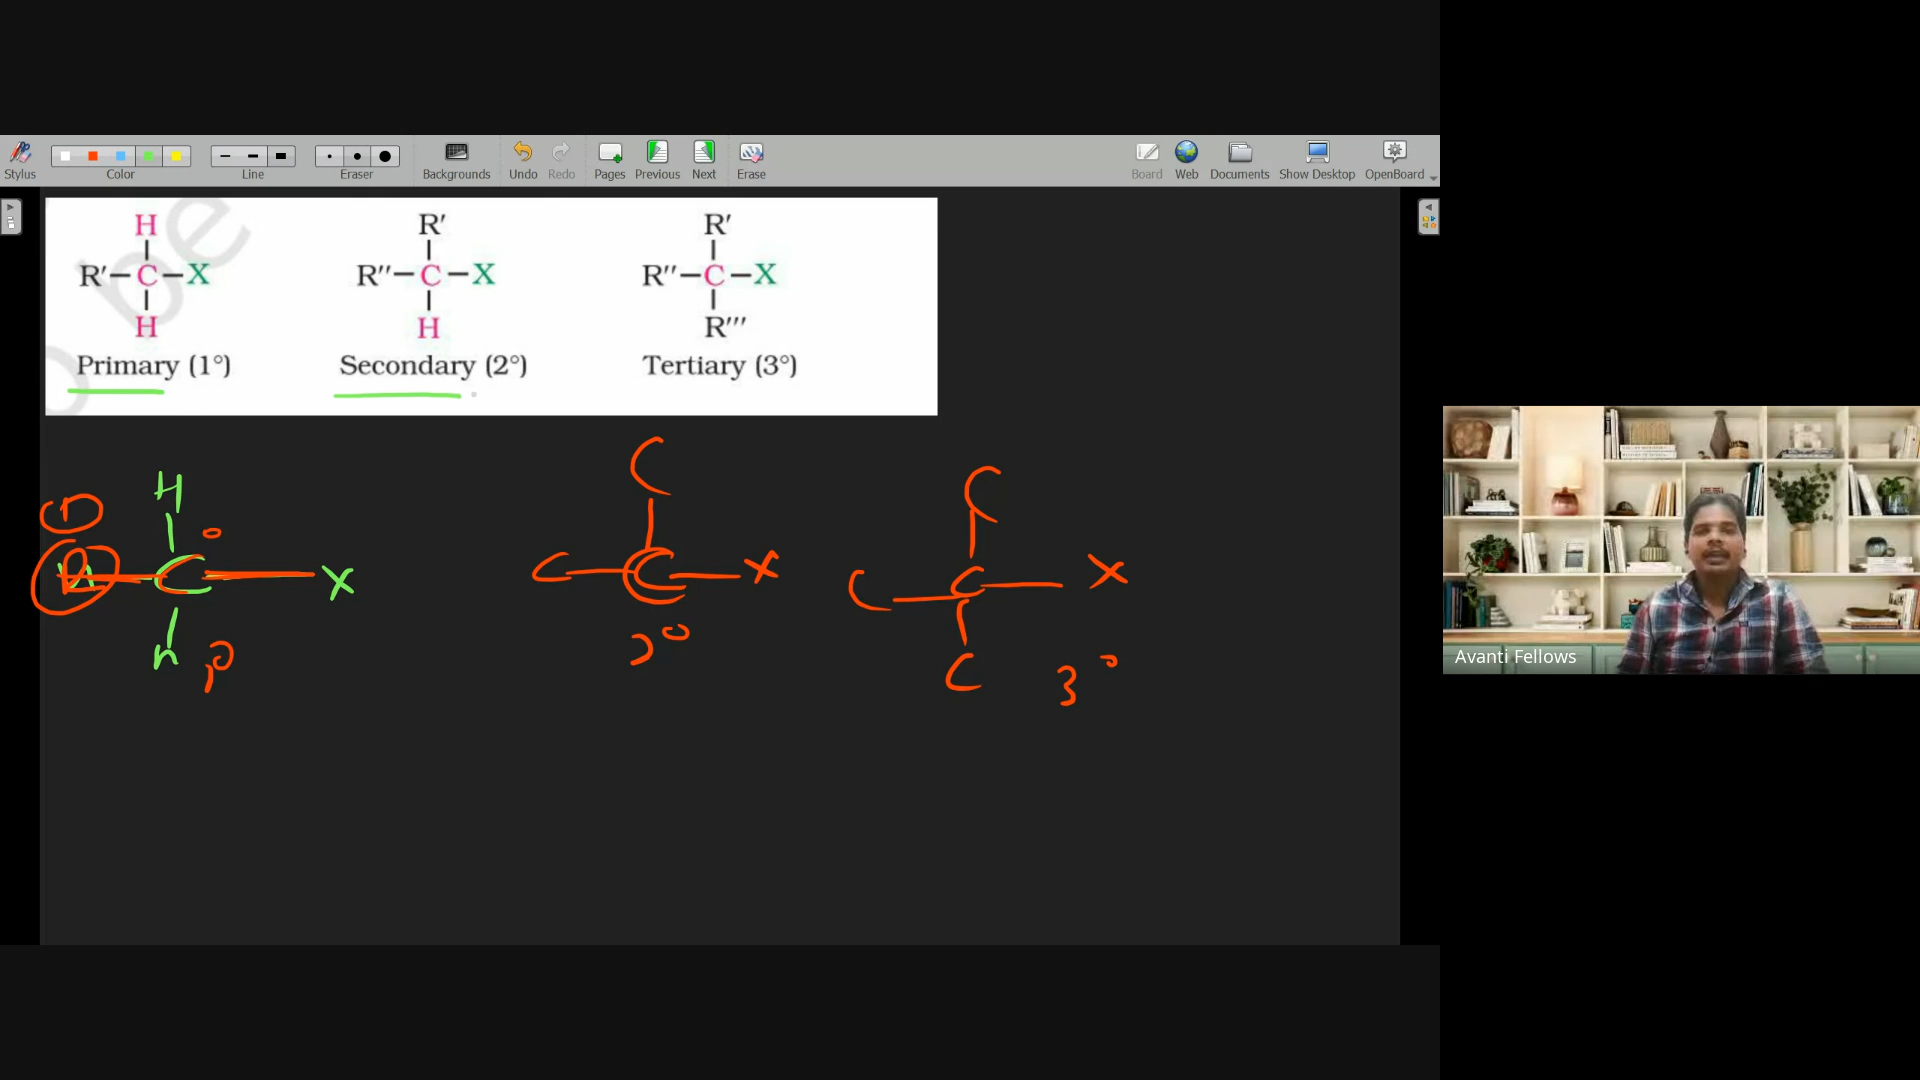 Stylus Color Line Eraser Backgrounds Undo Redo Pages Previous Next Erase Board Web Documents Show Desktop OpenBoard
H R' R'
R'–C–X R''–C–X R''–C–X
H H R'''
Primary (1°) Secondary (2°) Tertiary (3°)
H C C
C X C C X C C X
C
2° 3°
Avanti Fellows